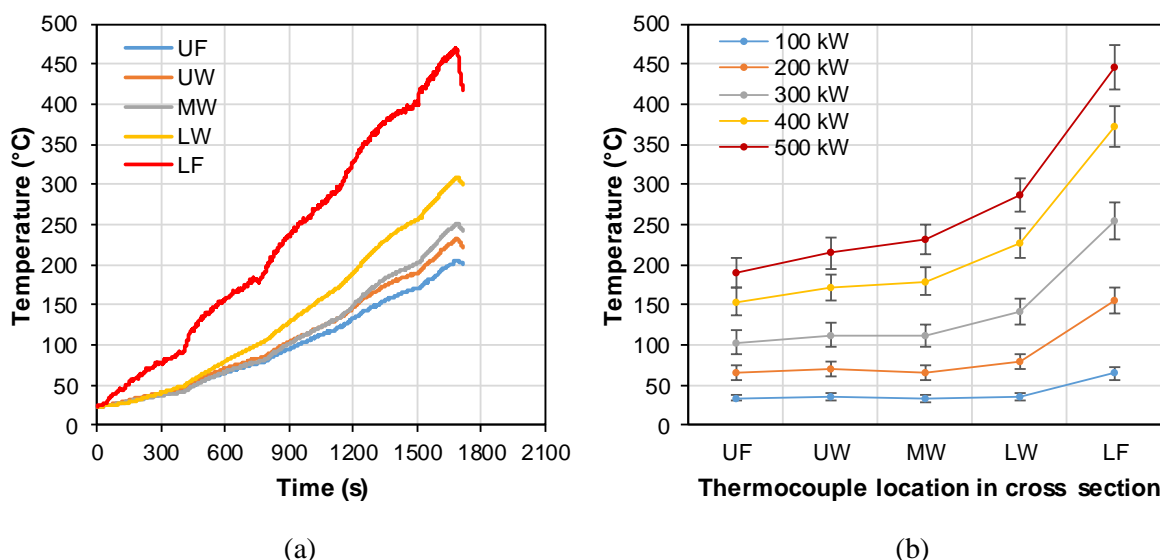 500
450
400
350
300
250
200
150
100
50
0
Temperature (°C)
UF
UW
MW
LW
LF
0 300 600 900 1200 1500 1800 2100
Time (s)
(a)
500
450
400
350
300
250
200
150
100
50
0
Temperature (°C)
100 kW
200 kW
300 kW
400 kW
500 kW
UF UW MW LW LF
Thermocouple location in cross section
(b)